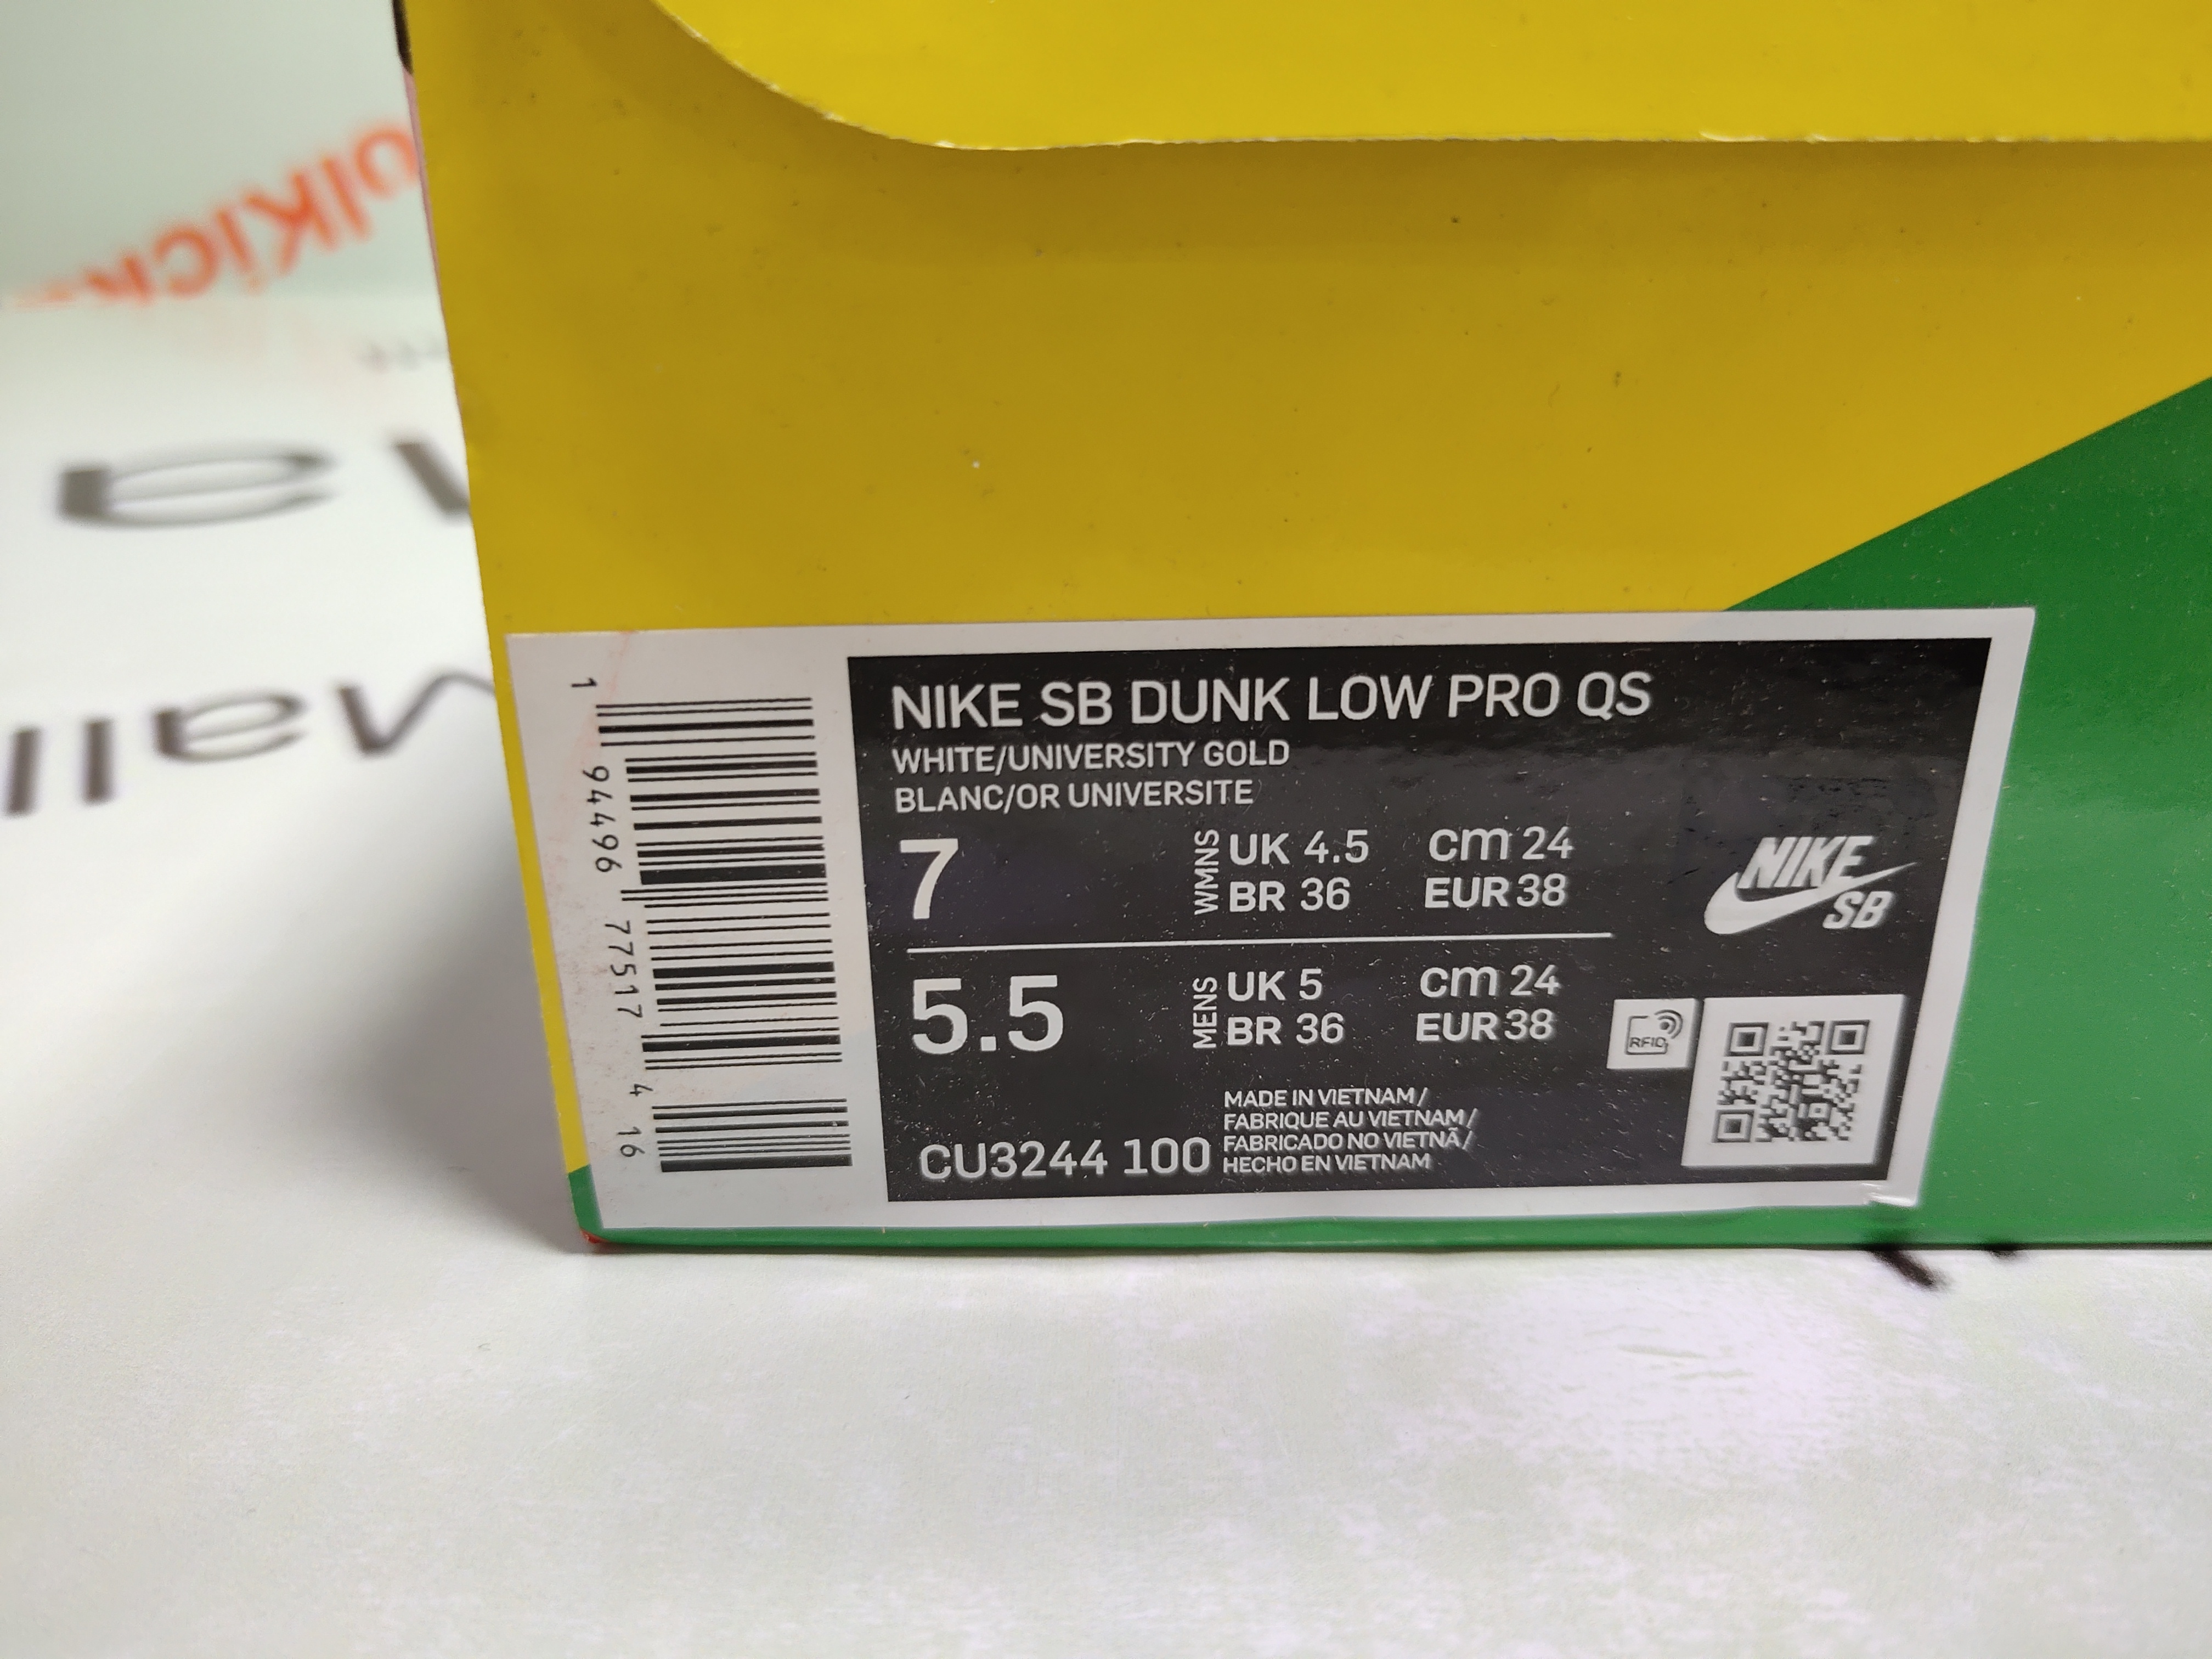 NIKE SB DUNK LOW PRO QS
WHITE/UNIVERSITY GOLD
BLANC/OR UNIVERSITE
7 WMNS UK 4.5 cm 24
BR 36 EUR 38
5.5 MENS UK 5 cm 24
BR 36 EUR 38
CU3244 100
MADE IN VIETNAM /
FABRIQUE AU VIETNAM /
FABRICADO NO VIETNÃ /
HECHO EN VIETNAM
NIKE
SB
RFID
1 94496 77517 4 16